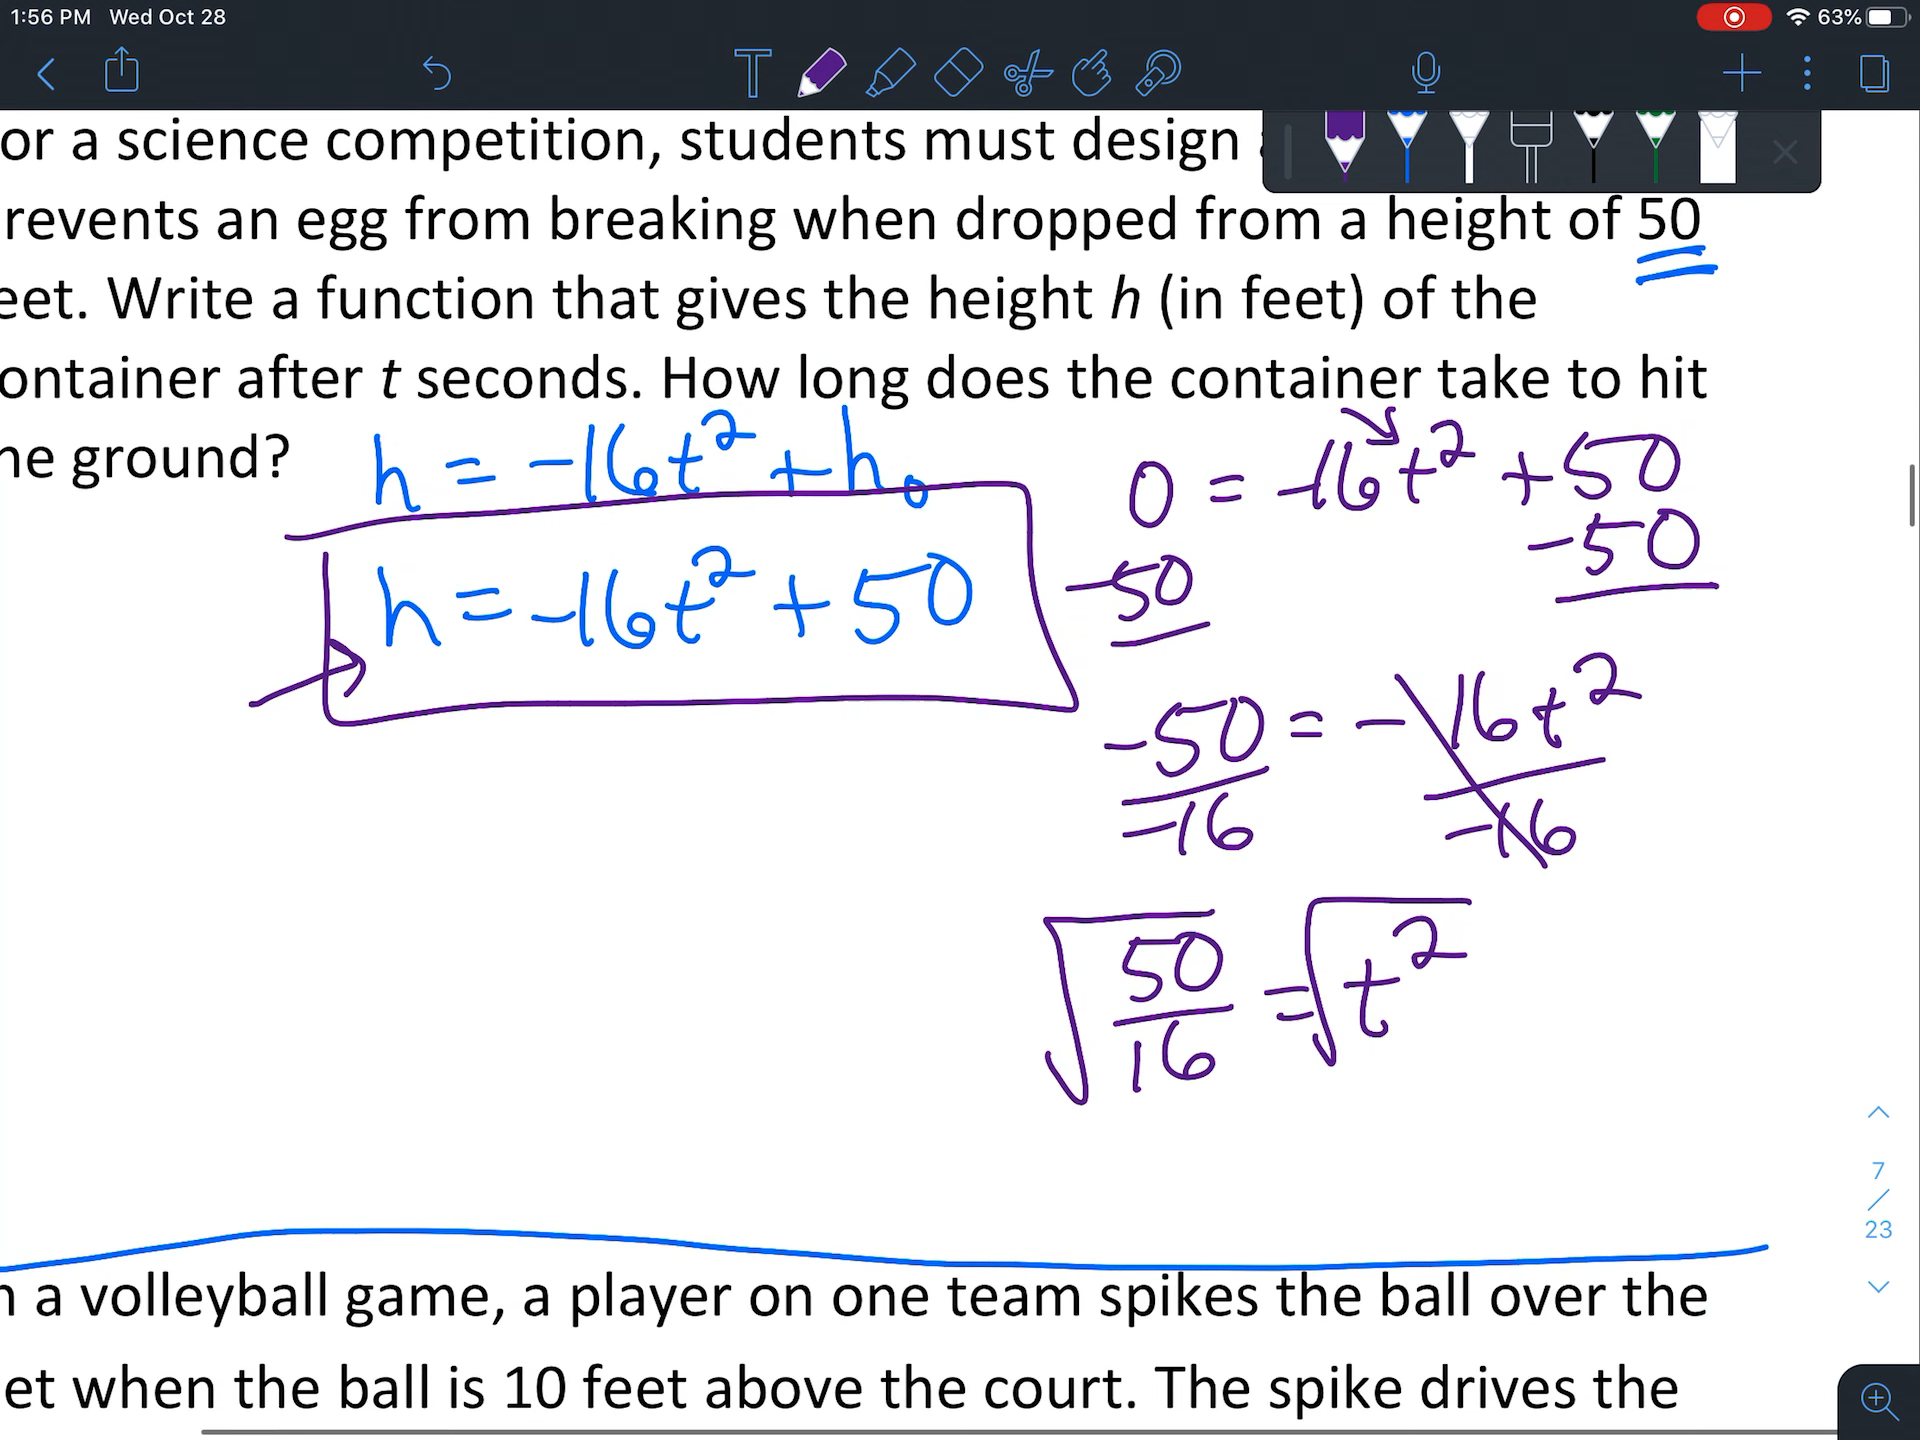 1:56 PM Wed Oct 28
63%
T
or a science competition, students must design
revents an egg from breaking when dropped from a height of 50
eet. Write a function that gives the height h (in feet) of the
ontainer after t seconds. How long does the container take to hit
he ground?
h = -16t² + h₀
h = -16t² + 50
0 = -16t² + 50
-50 -50
-50 = -16t²
-16 -16
√50/16 = √t²
7
/
23
n a volleyball game, a player on one team spikes the ball over the
et when the ball is 10 feet above the court. The spike drives the